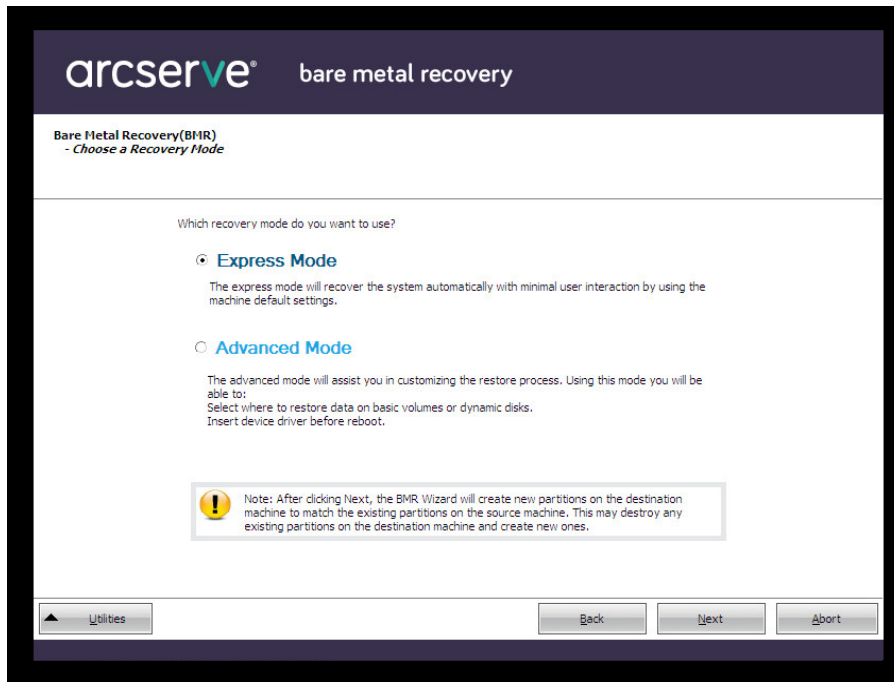 arcserve® bare metal recovery
Bare Metal Recovery(BMR)
- Choose a Recovery Mode
Which recovery mode do you want to use?
Express Mode
The express mode will recover the system automatically with minimal user interaction by using the
machine default settings.
Advanced Mode
The advanced mode will assist you in customizing the restore process. Using this mode you will be
able to:
Select where to restore data on basic volumes or dynamic disks.
Insert device driver before reboot.
Note: After clicking Next, the BMR Wizard will create new partitions on the destination
machine to match the existing partitions on the source machine. This may destroy any
existing partitions on the destination machine and create new ones.
Utilities
Back
Next
Abort